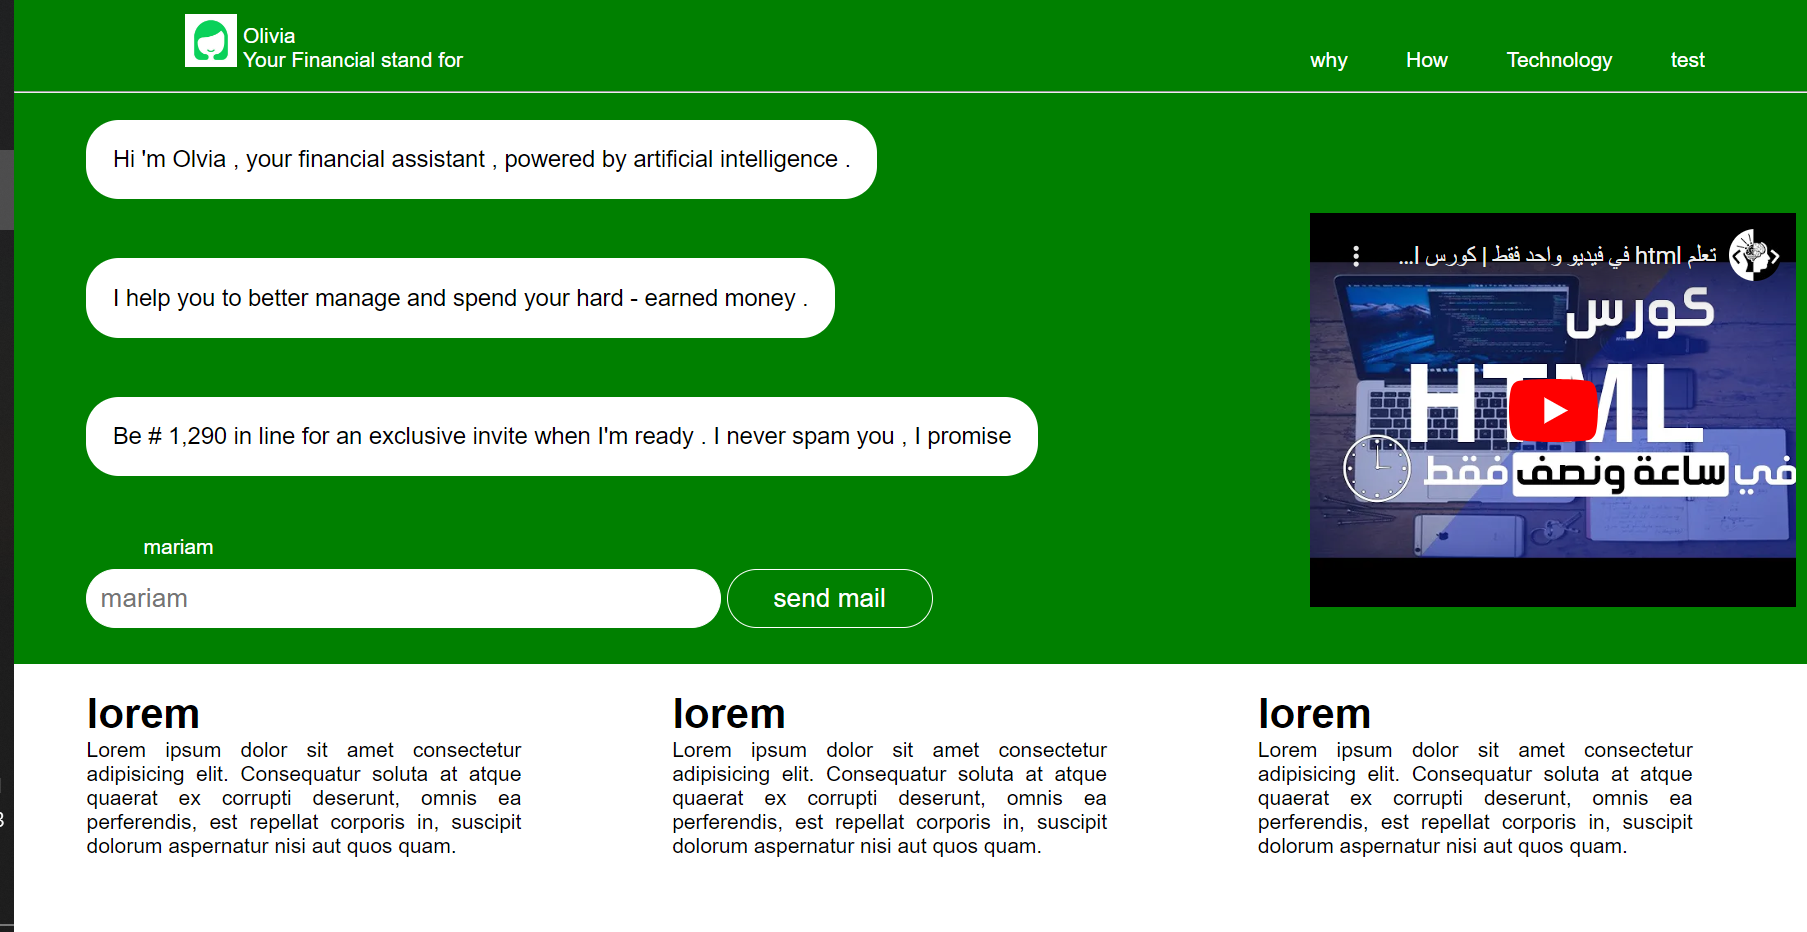 Olivia
Your Financial stand for
why How Technology test
Hi 'm Olvia , your financial assistant , powered by artificial intelligence .
I help you to better manage and spend your hard - earned money .
Be # 1,290 in line for an exclusive invite when I'm ready . I never spam you , I promise
تعلم html في فيديو واحد فقط | كورس ا...
كورس
HTML
في ساعة ونصف فقط
mariam
mariam
send mail
lorem
Lorem ipsum dolor sit amet consectetur
adipisicing elit. Consequatur soluta at atque
quaerat ex corrupti deserunt, omnis ea
perferendis, est repellat corporis in, suscipit
dolorum aspernatur nisi aut quos quam.
lorem
Lorem ipsum dolor sit amet consectetur
adipisicing elit. Consequatur soluta at atque
quaerat ex corrupti deserunt, omnis ea
perferendis, est repellat corporis in, suscipit
dolorum aspernatur nisi aut quos quam.
lorem
Lorem ipsum dolor sit amet consectetur
adipisicing elit. Consequatur soluta at atque
quaerat ex corrupti deserunt, omnis ea
perferendis, est repellat corporis in, suscipit
dolorum aspernatur nisi aut quos quam.